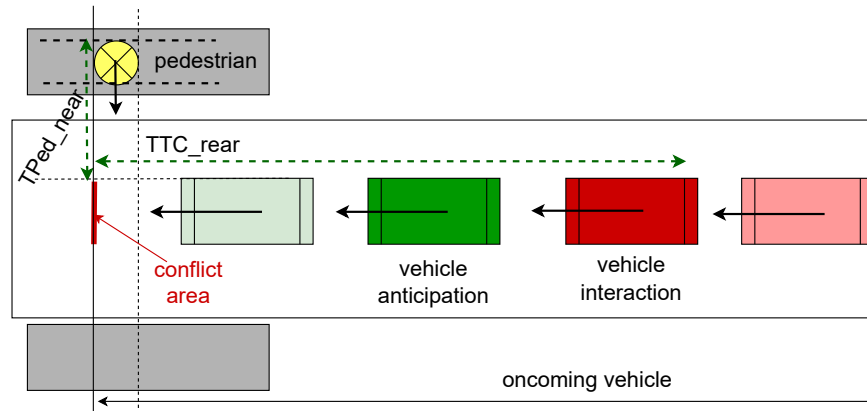 pedestrian
TPed_near
TTC_rear
conflict
area
vehicle
anticipation
vehicle
interaction
oncoming vehicle